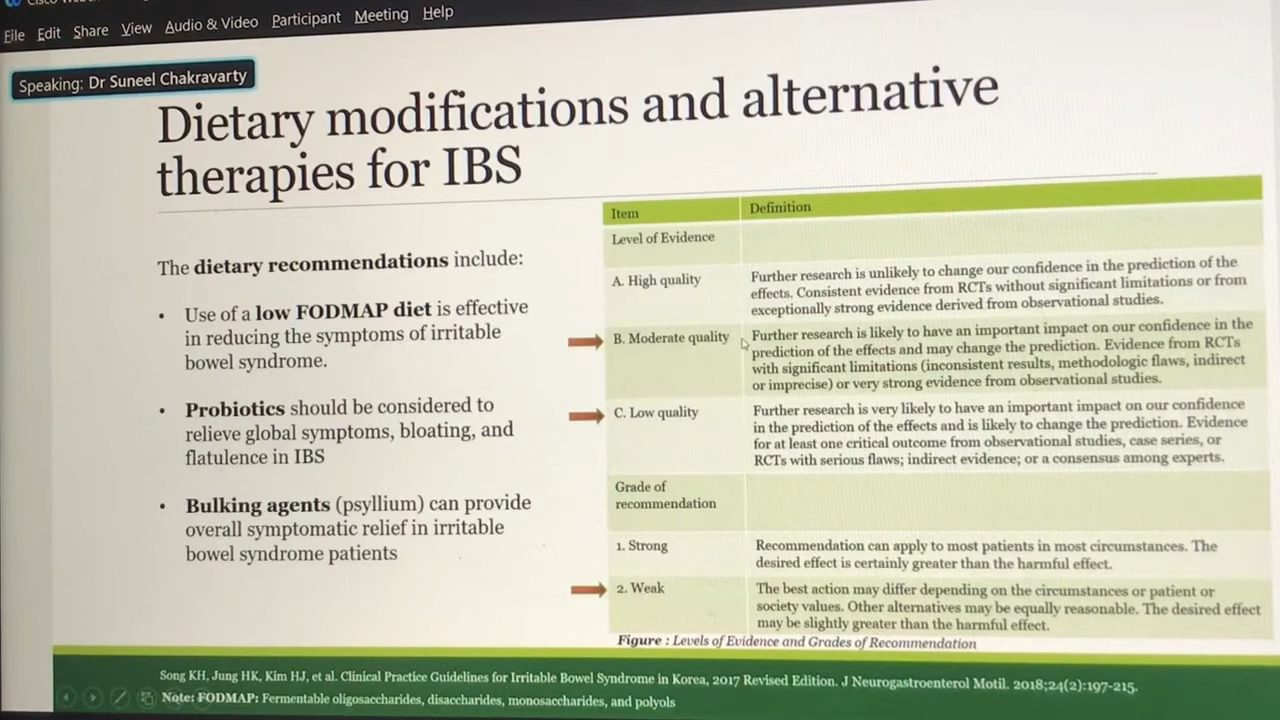 File Edit Share View Audio & Video Participant Meeting Help
Speaking: Dr Suneel Chakravarty
Dietary modifications and alternative
therapies for IBS
The dietary recommendations include:
• Use of a low FODMAP diet is effective
in reducing the symptoms of irritable
bowel syndrome.
• Probiotics should be considered to
relieve global symptoms, bloating, and
flatulence in IBS
• Bulking agents (psyllium) can provide
overall symptomatic relief in irritable
bowel syndrome patients
Item Definition
Level of Evidence
A. High quality Further research is unlikely to change our confidence in the prediction of the
effects. Consistent evidence from RCTs without significant limitations or from
exceptionally strong evidence derived from observational studies.
B. Moderate quality Further research is likely to have an important impact on our confidence in the
prediction of the effects and may change the prediction. Evidence from RCTs
with significant limitations (inconsistent results, methodologic flaws, indirect
or imprecise) or very strong evidence from observational studies.
C. Low quality Further research is very likely to have an important impact on our confidence
in the prediction of the effects and is likely to change the prediction. Evidence
for at least one critical outcome from observational studies, case series, or
RCTs with serious flaws; indirect evidence; or a consensus among experts.
Grade of
recommendation
1. Strong Recommendation can apply to most patients in most circumstances. The
desired effect is certainly greater than the harmful effect.
2. Weak The best action may differ depending on the circumstances or patient or
society values. Other alternatives may be equally reasonable. The desired effect
may be slightly greater than the harmful effect.
Figure : Levels of Evidence and Grades of Recommendation
Song KH, Jung HK, Kim HJ, et al. Clinical Practice Guidelines for Irritable Bowel Syndrome in Korea, 2017 Revised Edition. J Neurogastroenterol Motil. 2018;24(2):197-215.
Note: FODMAP: Fermentable oligosaccharides, disaccharides, monosaccharides, and polyols